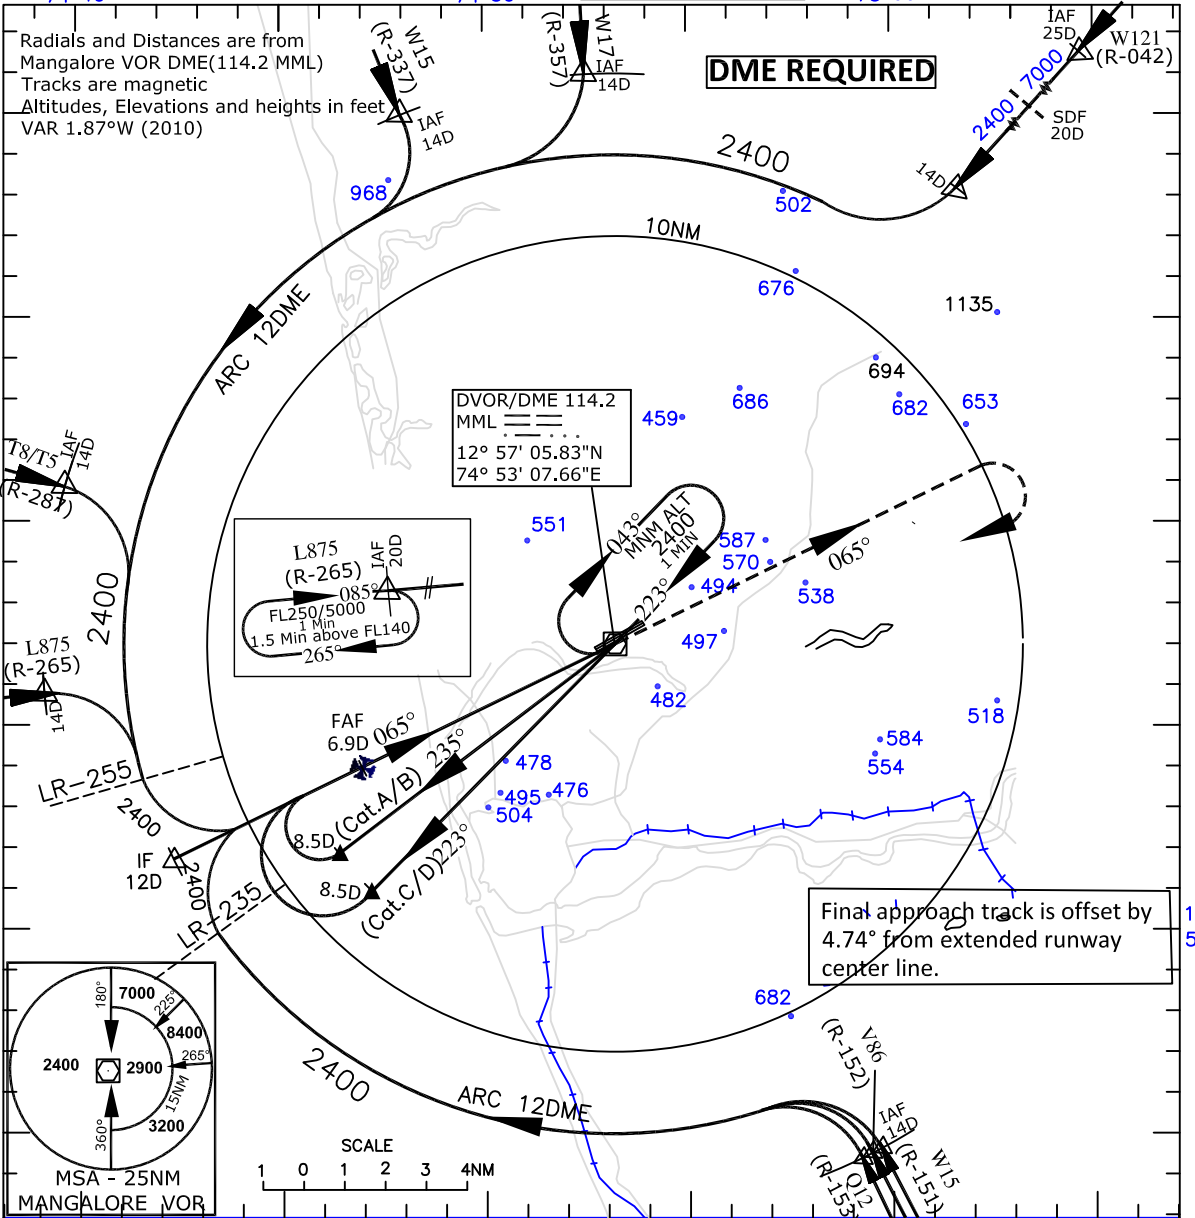 Radials and Distances are from
Mangalore VOR DME(114.2 MML)
Tracks are magnetic
Altitudes, Elevations and heights in feet
VAR 1.87°W (2010)
W15
(R-337)
IAF
14D
W17
(R-357)
IAF
14D
DME REQUIRED
IAF
25D
W121
(R-042)
7000
2400
SDF
20D
14D
2400
968
502
10NM
676
1135
ARC 12DME
694
682
653
686
459
DVOR/DME 114.2
MML
12° 57' 05.83"N
74° 53' 07.66"E
T8/T5
(R-287)
IAF
14D
551
043°
MNM ALT
2400
1 MIN
223°
587
570
494
538
497
482
065°
L875
(R-265)
IAF
20D
085°
FL250/5000
1 Min
1.5 Min above FL140
265°
2400
L875
(R-265)
14D
518
584
554
FAF
6.9D
065°
235°
(Cat.A/B)
478
495
476
504
LR-255
2400
8.5D
8.5D
223°
(Cat.C/D)
IF
12D
2400
LR-235
Final approach track is offset by
4.74° from extended runway
center line.
1
5
682
V86
(R-152)
IAF
14D
W15
(R-151)
Q12
(R-153)
2400
ARC 12DME
180°
7000
225°
8400
265°
2400
2900
15NM
3200
360°
MSA - 25NM
MANGALORE VOR
SCALE
1 0 1 2 3 4NM